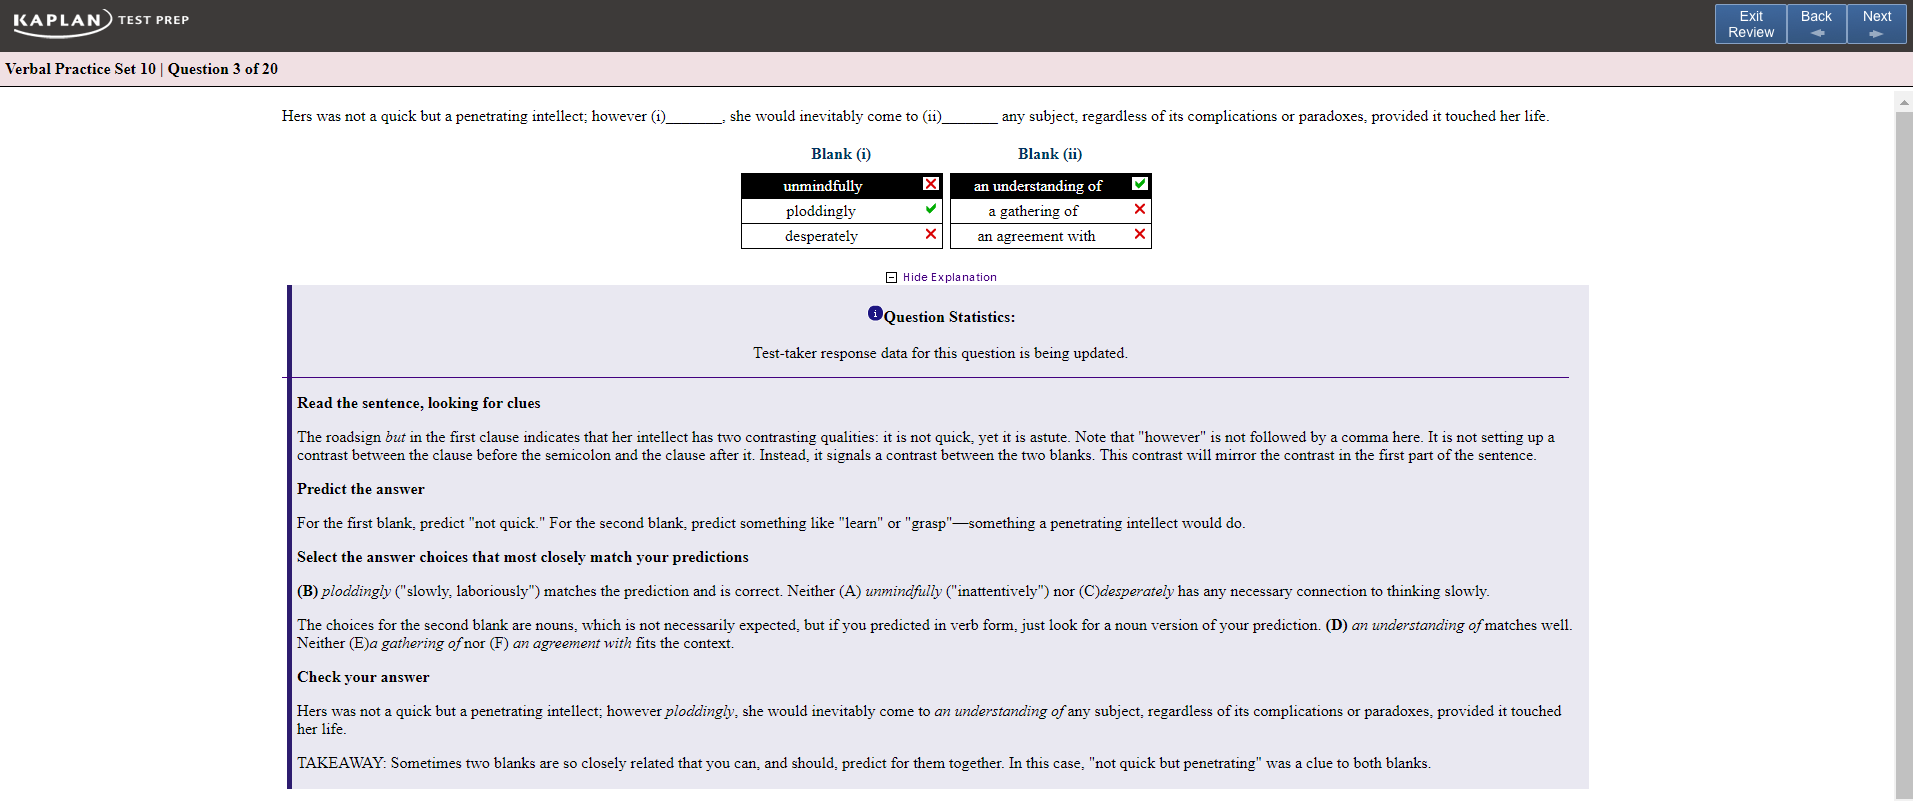 KAPLAN TEST PREP
Exit Review
Back
Next
Verbal Practice Set 10 | Question 3 of 20
Hers was not a quick but a penetrating intellect; however (i)_______, she would inevitably come to (ii)_______ any subject, regardless of its complications or paradoxes, provided it touched her life.
Blank (i) Blank (ii)
unmindfully an understanding of
ploddingly a gathering of
desperately an agreement with
Hide Explanation
i Question Statistics:
Test-taker response data for this question is being updated.
Read the sentence, looking for clues
The roadsign but in the first clause indicates that her intellect has two contrasting qualities: it is not quick, yet it is astute. Note that "however" is not followed by a comma here. It is not setting up a
contrast between the clause before the semicolon and the clause after it. Instead, it signals a contrast between the two blanks. This contrast will mirror the contrast in the first part of the sentence.
Predict the answer
For the first blank, predict "not quick." For the second blank, predict something like "learn" or "grasp"—something a penetrating intellect would do.
Select the answer choices that most closely match your predictions
(B) ploddingly ("slowly, laboriously") matches the prediction and is correct. Neither (A) unmindfully ("inattentively") nor (C)desperately has any necessary connection to thinking slowly.
The choices for the second blank are nouns, which is not necessarily expected, but if you predicted in verb form, just look for a noun version of your prediction. (D) an understanding of matches well.
Neither (E)a gathering of nor (F) an agreement with fits the context.
Check your answer
Hers was not a quick but a penetrating intellect; however ploddingly, she would inevitably come to an understanding of any subject, regardless of its complications or paradoxes, provided it touched
her life.
TAKEAWAY: Sometimes two blanks are so closely related that you can, and should, predict for them together. In this case, "not quick but penetrating" was a clue to both blanks.